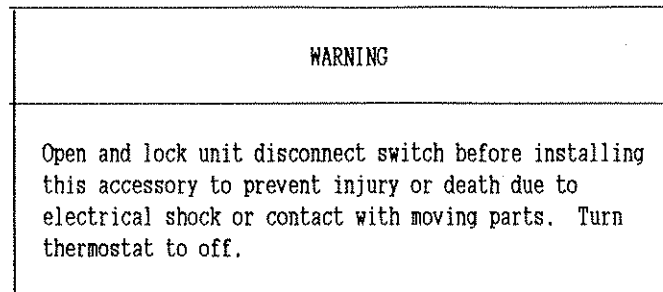 WARNING
Open and lock unit disconnect switch before installing
this accessory to prevent injury or death due to
electrical shock or contact with moving parts.  Turn
thermostat to off.